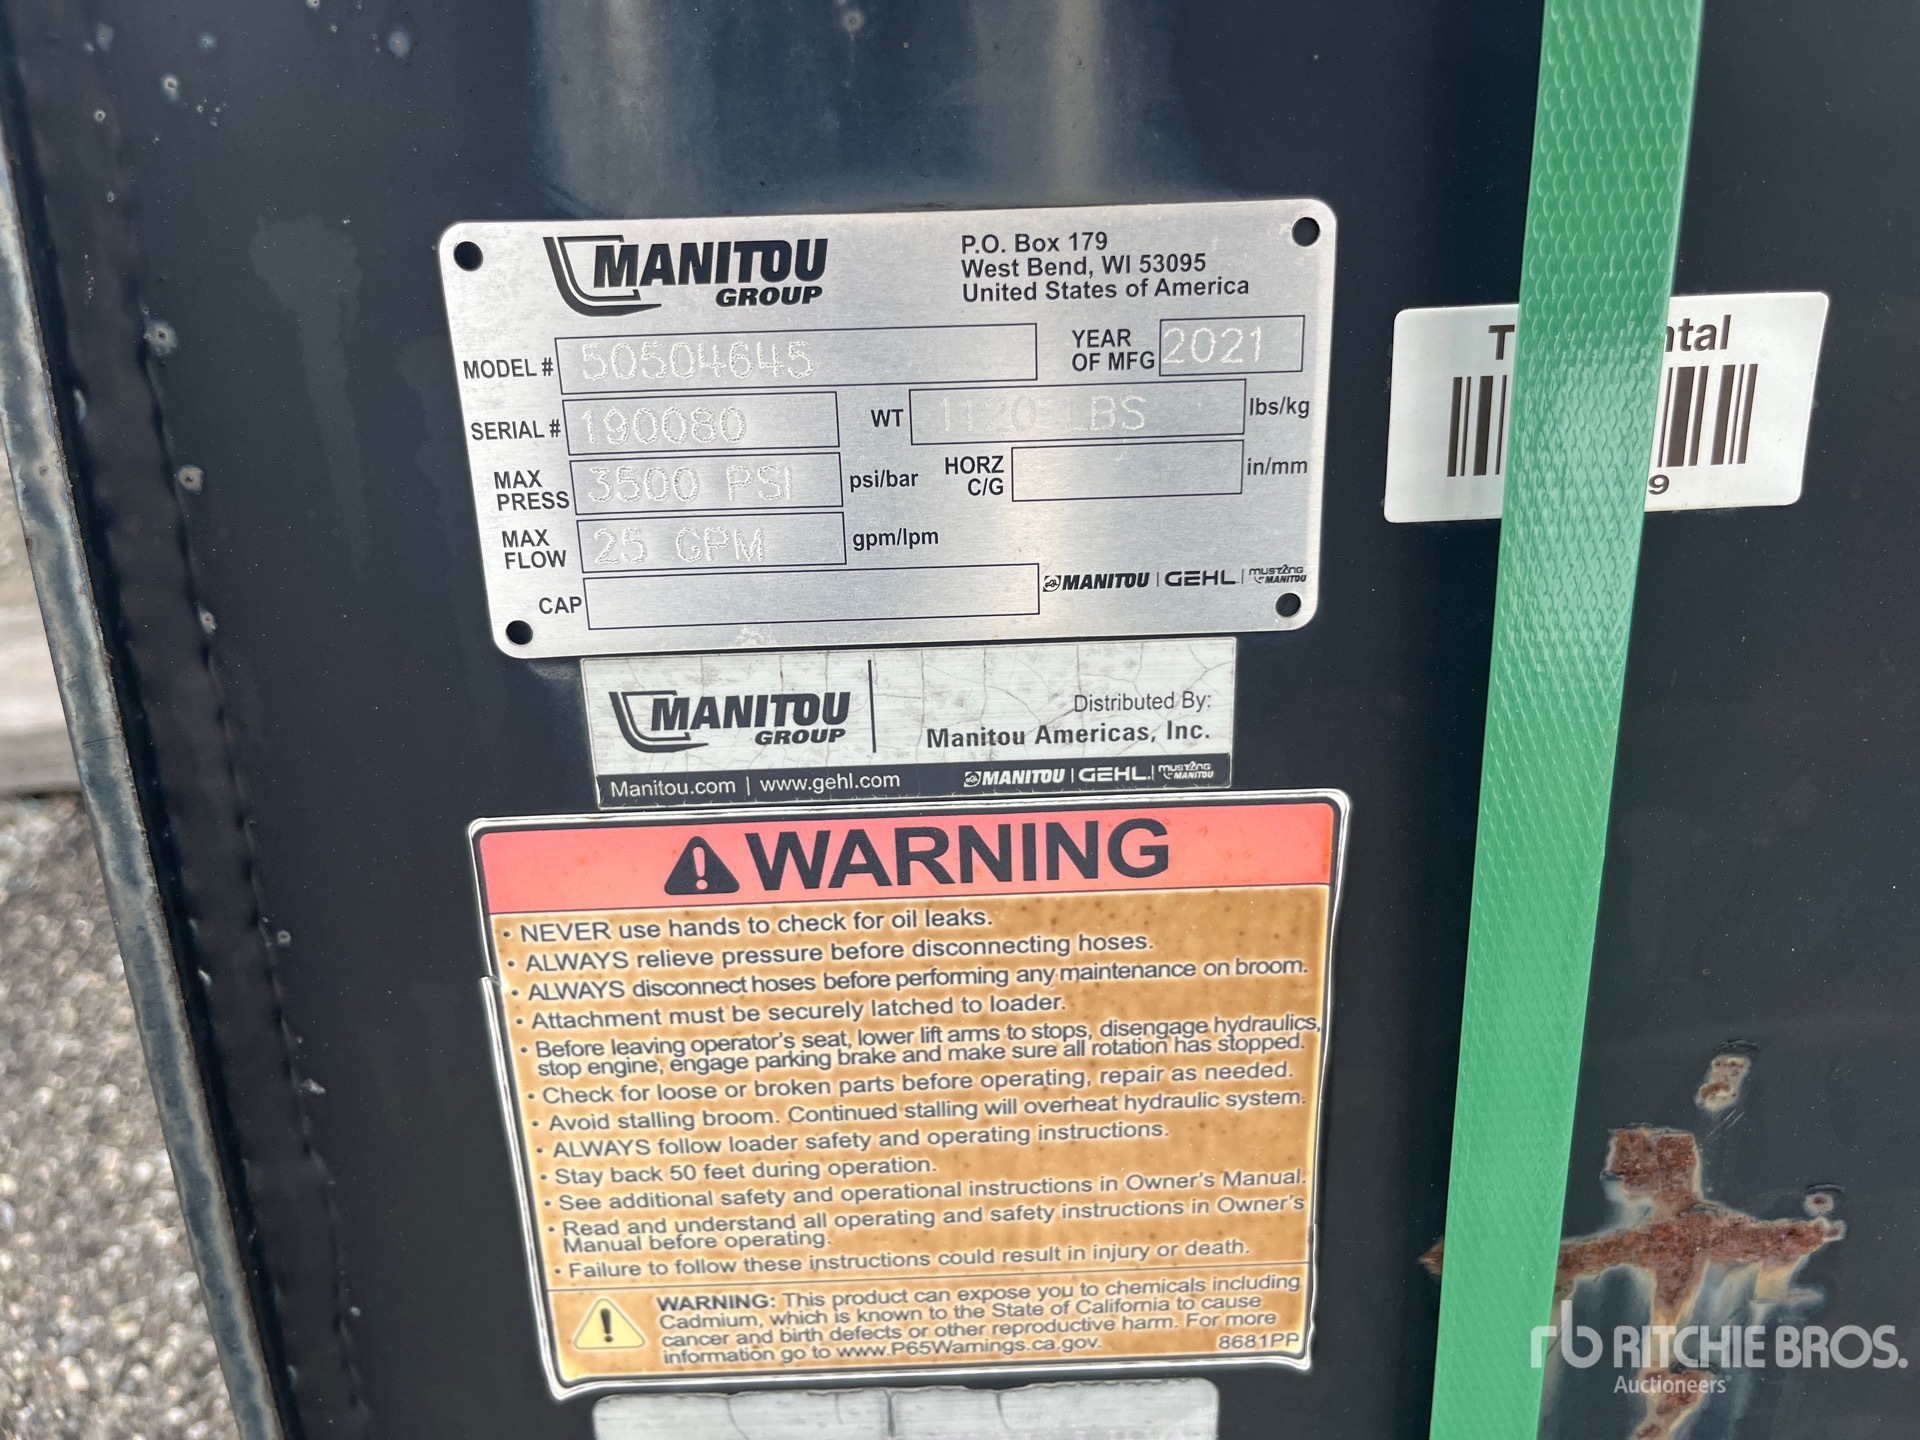 MANITOU
GROUP
P.O. Box 179
West Bend, WI 53095
United States of America
MODEL # 50504645
YEAR
OF MFG 2021
SERIAL # 190080
WT 1120 LBS lbs/kg
MAX
PRESS 3500 PSI psi/bar
HORZ
C/G in/mm
MAX
FLOW 25 GPM gpm/lpm
CAP
MANITOU | GEHL | MUSTANG
MANITOU
MANITOU
GROUP
Distributed By:
Manitou Americas, Inc.
Manitou.com | www.gehl.com
MANITOU | GEHL | MUSTANG
MANITOU
WARNING
• NEVER use hands to check for oil leaks.
• ALWAYS relieve pressure before disconnecting hoses.
• ALWAYS disconnect hoses before performing any maintenance on broom.
• Attachment must be securely latched to loader.
• Before leaving operator's seat, lower lift arms to stops, disengage hydraulics,
stop engine, engage parking brake and make sure all rotation has stopped.
• Check for loose or broken parts before operating, repair as needed.
• Avoid stalling broom. Continued stalling will overheat hydraulic system.
• ALWAYS follow loader safety and operating instructions.
• Stay back 50 feet during operation.
• See additional safety and operational instructions in Owner's Manual.
• Read and understand all operating and safety instructions in Owner's
Manual before operating.
• Failure to follow these instructions could result in injury or death.
WARNING: This product can expose you to chemicals including
Cadmium, which is known to the State of California to cause
cancer and birth defects or other reproductive harm. For more
information go to www.P65Warnings.ca.gov.
8681PP
T
ntal
9
rb RITCHIE BROS.
Auctioneers